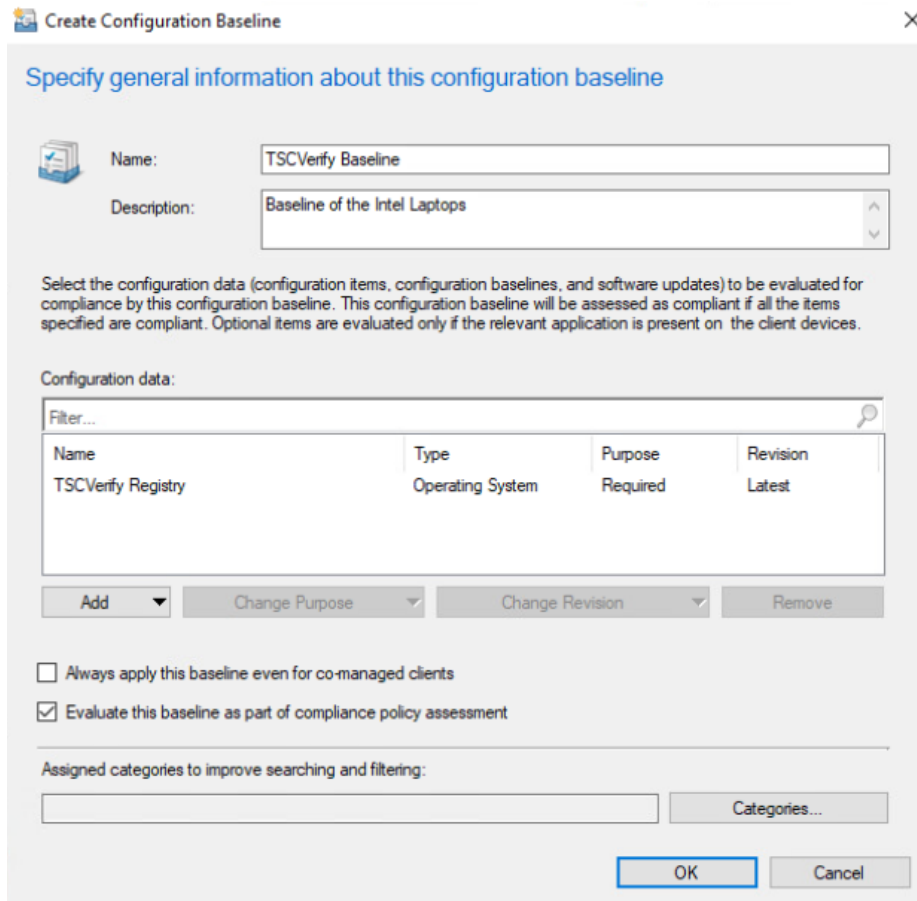 Create Configuration Baseline
Specify general information about this configuration baseline
Name:
TSCVerify Baseline
Description:
Baseline of the Intel Laptops
Select the configuration data (configuration items, configuration baselines, and software updates) to be evaluated for
compliance by this configuration baseline. This configuration baseline will be assessed as compliant if all the items
specified are compliant. Optional items are evaluated only if the relevant application is present on the client devices.
Configuration data:
Filter...
Name Type Purpose Revision
TSCVerify Registry Operating System Required Latest
Add Change Purpose Change Revision Remove
Always apply this baseline even for co-managed clients
Evaluate this baseline as part of compliance policy assessment
Assigned categories to improve searching and filtering:
Categories...
OK Cancel